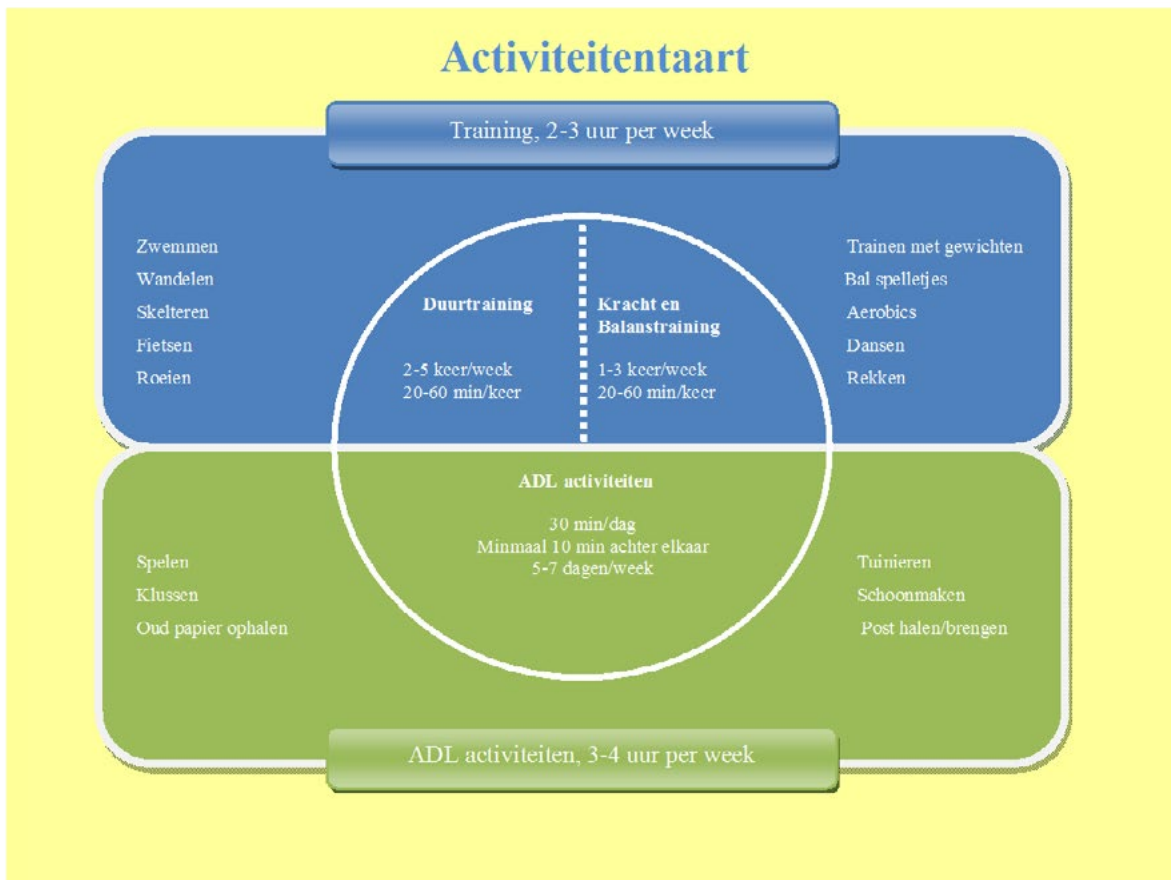 Activiteitentaart
Training, 2-3 uur per week
Zwemmen
Wandelen
Skelteren
Fietsen
Roeien
Duurtraining
2-5 keer/week
20-60 min/keer
Kracht en
Balanstraining
1-3 keer/week
20-60 min/keer
Trainen met gewichten
Bal spelletjes
Aerobics
Dansen
Rekken
ADL activiteiten
30 min/dag
Minmaal 10 min achter elkaar
5-7 dagen/week
Spelen
Klussen
Oud papier ophalen
Tuinieren
Schoonmaken
Post halen/brengen
ADL activiteiten, 3-4 uur per week